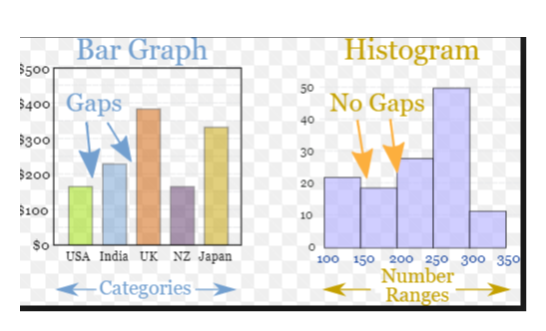 Bar Graph
$500
$400
$300
$200
$100
$0
Gaps
USA India UK NZ Japan
Categories
Histogram
50
40
30
20
10
0
No Gaps
100 150 200 250 300 350
Number
Ranges